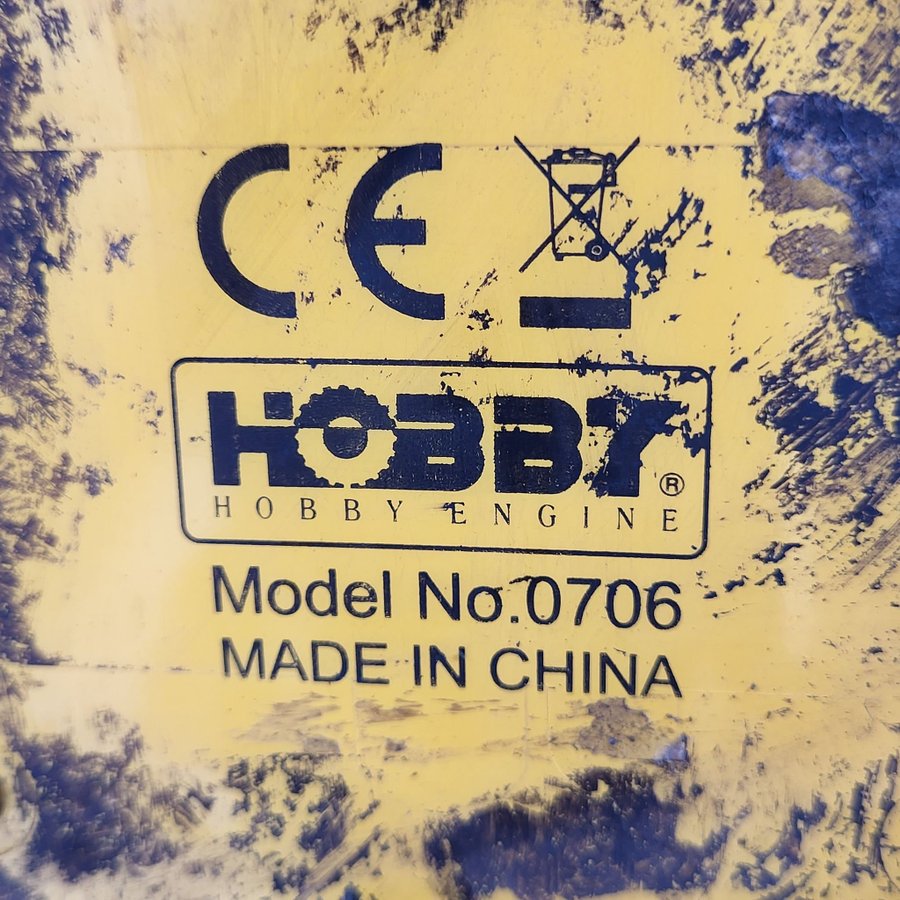 CE
HOBBY ®
HOBBY ENGINE
Model No.0706
MADE IN CHINA